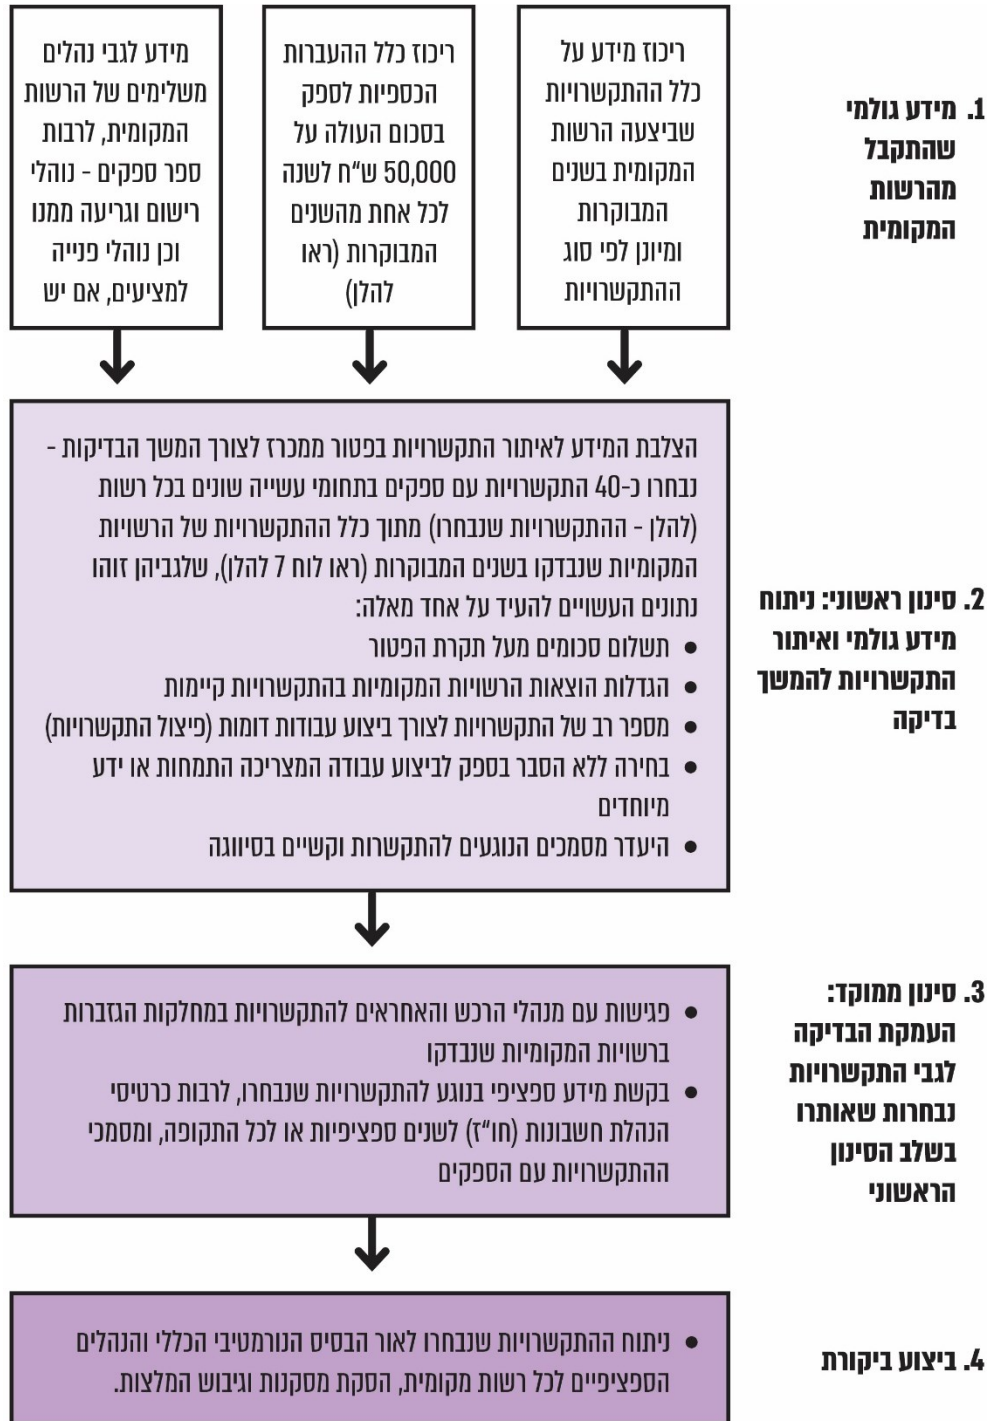 1. מידע גולמי
שהתקבל
מהרשות
המקומית
ריכוז מידע על
כלל ההתקשרויות
שביצעה הרשות
המקומית בשנים
המבוקרות
ומיונן לפי סוג
ההתקשרויות
ריכוז כלל ההעברות
הכספיות לספק
בסכום העולה על
50,000 ש"ח לשנה
לכל אחת מהשנים
המבוקרות (ראו
להלן)
מידע לגבי נהלים
משלימים של הרשות
המקומית, לרבות
ספר ספקים - נוהלי
רישום וגריעה ממנו
וכן נוהלי פנייה
למציעים, אם יש
2. סינון ראשוני: ניתוח
מידע גולמי ואיתור
התקשרויות להמשך
בדיקה
הצלבת המידע לאיתור התקשרויות בפטור ממכרז לצורך המשך הבדיקות -
נבחרו כ-40 התקשרויות עם ספקים בתחומי עשייה שונים בכל רשות
(להלן - ההתקשרויות שנבחרו) מתוך כלל ההתקשרויות של הרשויות
המקומיות שנבדקו בשנים המבוקרות (ראו לוח 7 להלן), שלגביהן זוהו
נתונים העשויים להעיד על אחד מאלה:
• תשלום סכומים מעל תקרת הפטור
• הגדלות הוצאות הרשויות המקומיות בהתקשרויות קיימות
• מספר רב של התקשרויות לצורך ביצוע עבודות דומות (פיצול התקשרויות)
• בחירה ללא הסבר בספק לביצוע עבודה המצריכה התמחות או ידע
מיוחדים
• היעדר מסמכים הנוגעים להתקשרות וקשיים בסיווגה
3. סינון ממוקד:
העמקת הבדיקה
לגבי התקשרויות
נבחרות שאותרו
בשלב הסינון
הראשוני
• פגישות עם מנהלי הרכש והאחראים להתקשרויות במחלקות הגזברות
ברשויות המקומיות שנבדקו
• בקשת מידע ספציפי בנוגע להתקשרויות שנבחרו, לרבות כרטיסי
הנהלת חשבונות (חו"ז) לשנים ספציפיות או לכל התקופה, ומסמכי
ההתקשרויות עם הספקים
4. ביצוע ביקורת
• ניתוח ההתקשרויות שנבחרו לאור הבסיס הנורמטיבי הכללי והנהלים
הספציפיים לכל רשות מקומית, הסקת מסקנות וגיבוש המלצות.